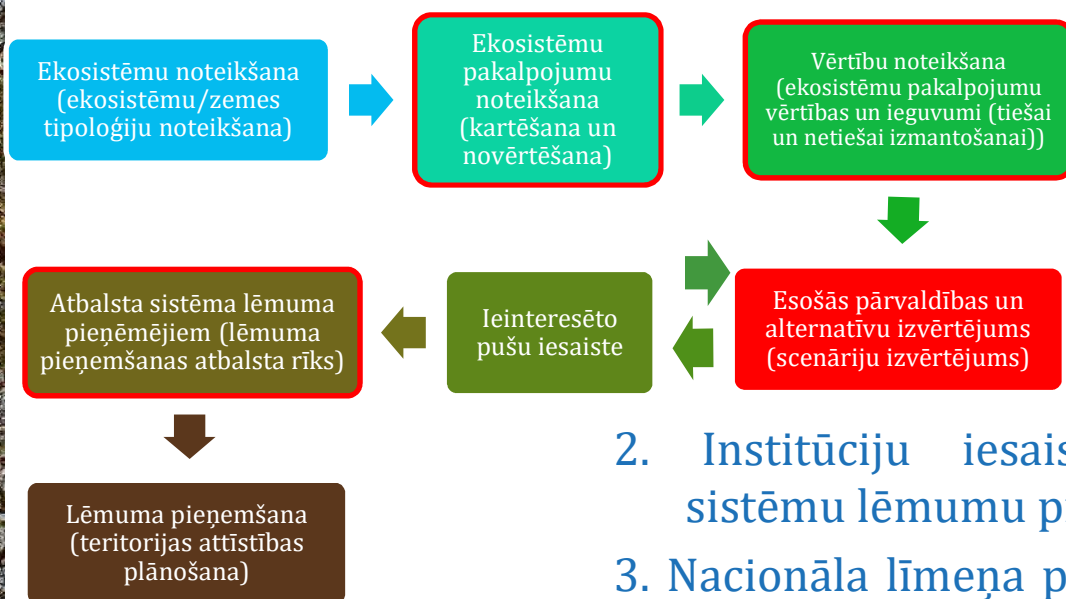 Ekosistēmu noteikšana
(ekosistēmu/zemes
tipoloģiju noteikšana)
Ekosistēmu
pakalpojumu
noteikšana
(kartēšana un
novērtēšana)
Vērtību noteikšana
(ekosistēmu pakalpojumu
vērtības un ieguvumi (tiešai
un netiešai izmantošanai))
Esošās pārvaldības un
alternatīvu izvērtējums
(scenāriju izvērtējums)
Ieinteresēto
pušu iesaiste
Atbalsta sistēma lēmuma
pieņēmējiem (lēmuma
pieņemšanas atbalsta rīks)
Lēmuma pieņemšana
(teritorijas attīstības
plānošana)
2. Institūciju
sistēmu lēmumu
3. Nacionāla līmeņa